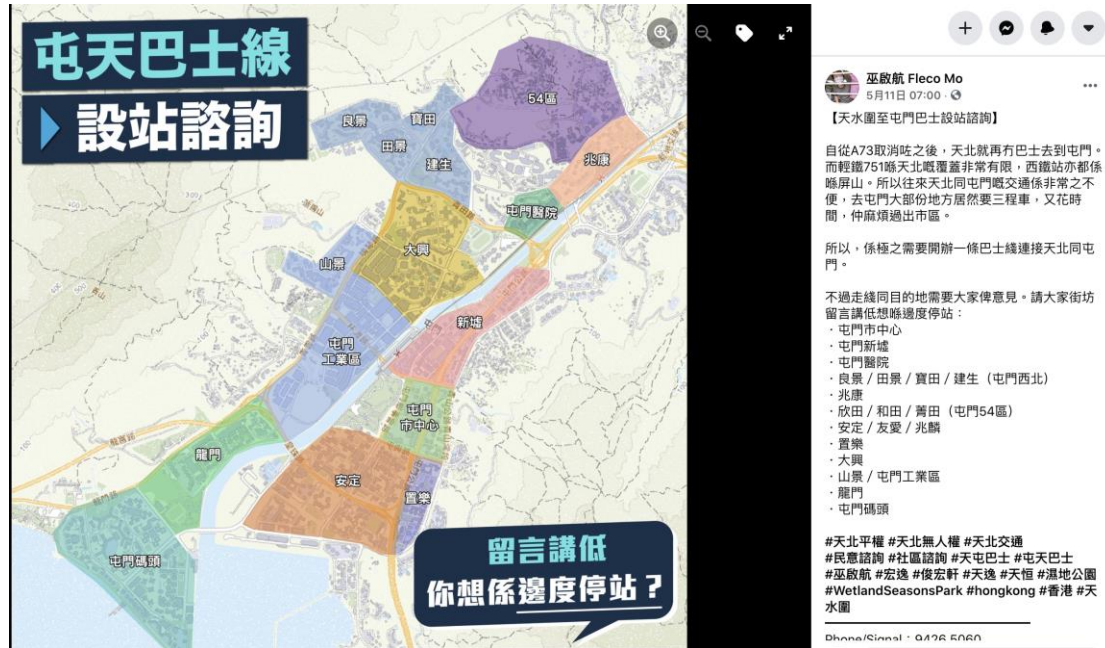 屯天巴士線
設站諮詢
54區
良景
寶田
田景
建生
兆康
屯門醫院
大興
山景
新墟
屯門
工業區
屯門
市中心
龍門
安定
置樂
屯門碼頭
留言講低
你想係邊度停站？
巫啟航 Fleco Mo
5月11日 07:00
【天水圍至屯門巴士設站諮詢】
自從A73取消咗之後，天北就再冇巴士去到屯門。
而輕鐵751喺天北嘅覆蓋非常有限，西鐵站亦都係
喺屏山。所以往來天北同屯門嘅交通係非常之不
便，去屯門大部份地方居然要三程車，又花時
間，仲麻煩過出市區。
所以，係極之需要開辦一條巴士綫連接天北同屯
門。
不過走綫同目的地需要大家俾意見。請大家街坊
留言講低想喺邊度停站：
· 屯門市中心
· 屯門新墟
· 屯門醫院
· 良景 / 田景 / 寶田 / 建生（屯門西北）
· 兆康
· 欣田 / 和田 / 菁田（屯門54區）
· 安定 / 友愛 / 兆麟
· 置樂
· 大興
· 山景 / 屯門工業區
· 龍門
· 屯門碼頭
#天北平權 #天北無人權 #天北交通
#民意諮詢 #社區諮詢 #天屯巴士 #屯天巴士
#巫啟航 #宏逸 #俊宏軒 #天逸 #天恒 #濕地公園
#WetlandSeasonsPark #hongkong #香港 #天
水圍
Phone/Signal：9426 5060